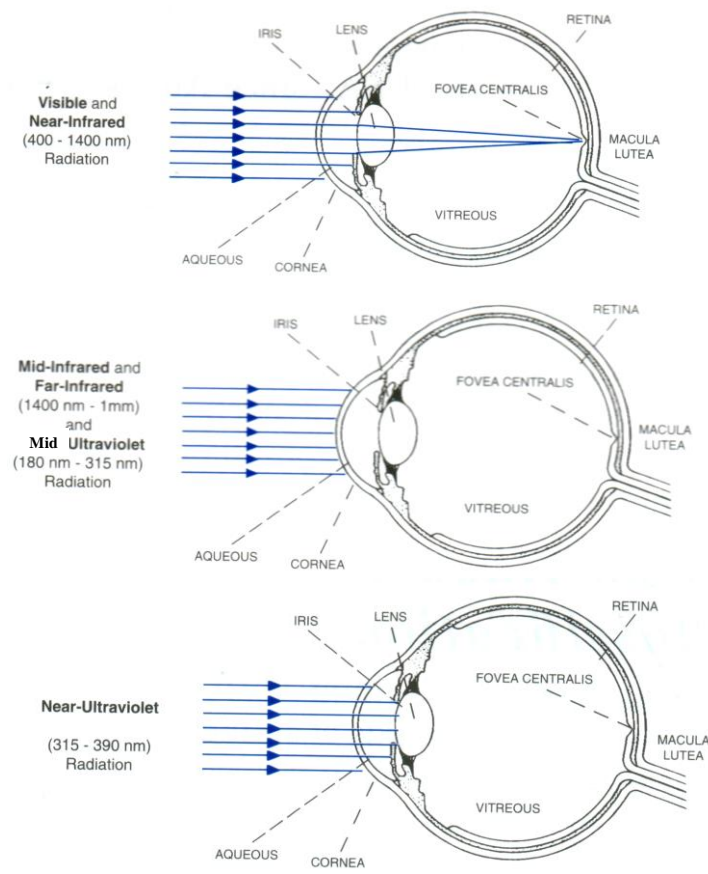 RETINA
LENS
IRIS
FOVEA CENTRALIS
Visible and
Near-Infrared
(400 - 1400 nm)
Radiation
MACULA
LUTEA
VITREOUS
AQUEOUS
CORNEA
RETINA
LENS
IRIS
Mid-Infrared and
Far-Infrared
(1400 nm - 1mm)
and
Mid Ultraviolet
(180 nm - 315 nm)
Radiation
FOVEA CENTRALIS
MACULA
LUTEA
VITREOUS
AQUEOUS
CORNEA
RETINA
LENS
IRIS
FOVEA CENTRALIS
Near-Ultraviolet
(315 - 390 nm)
Radiation
MACULA
LUTEA
VITREOUS
AQUEOUS
CORNEA